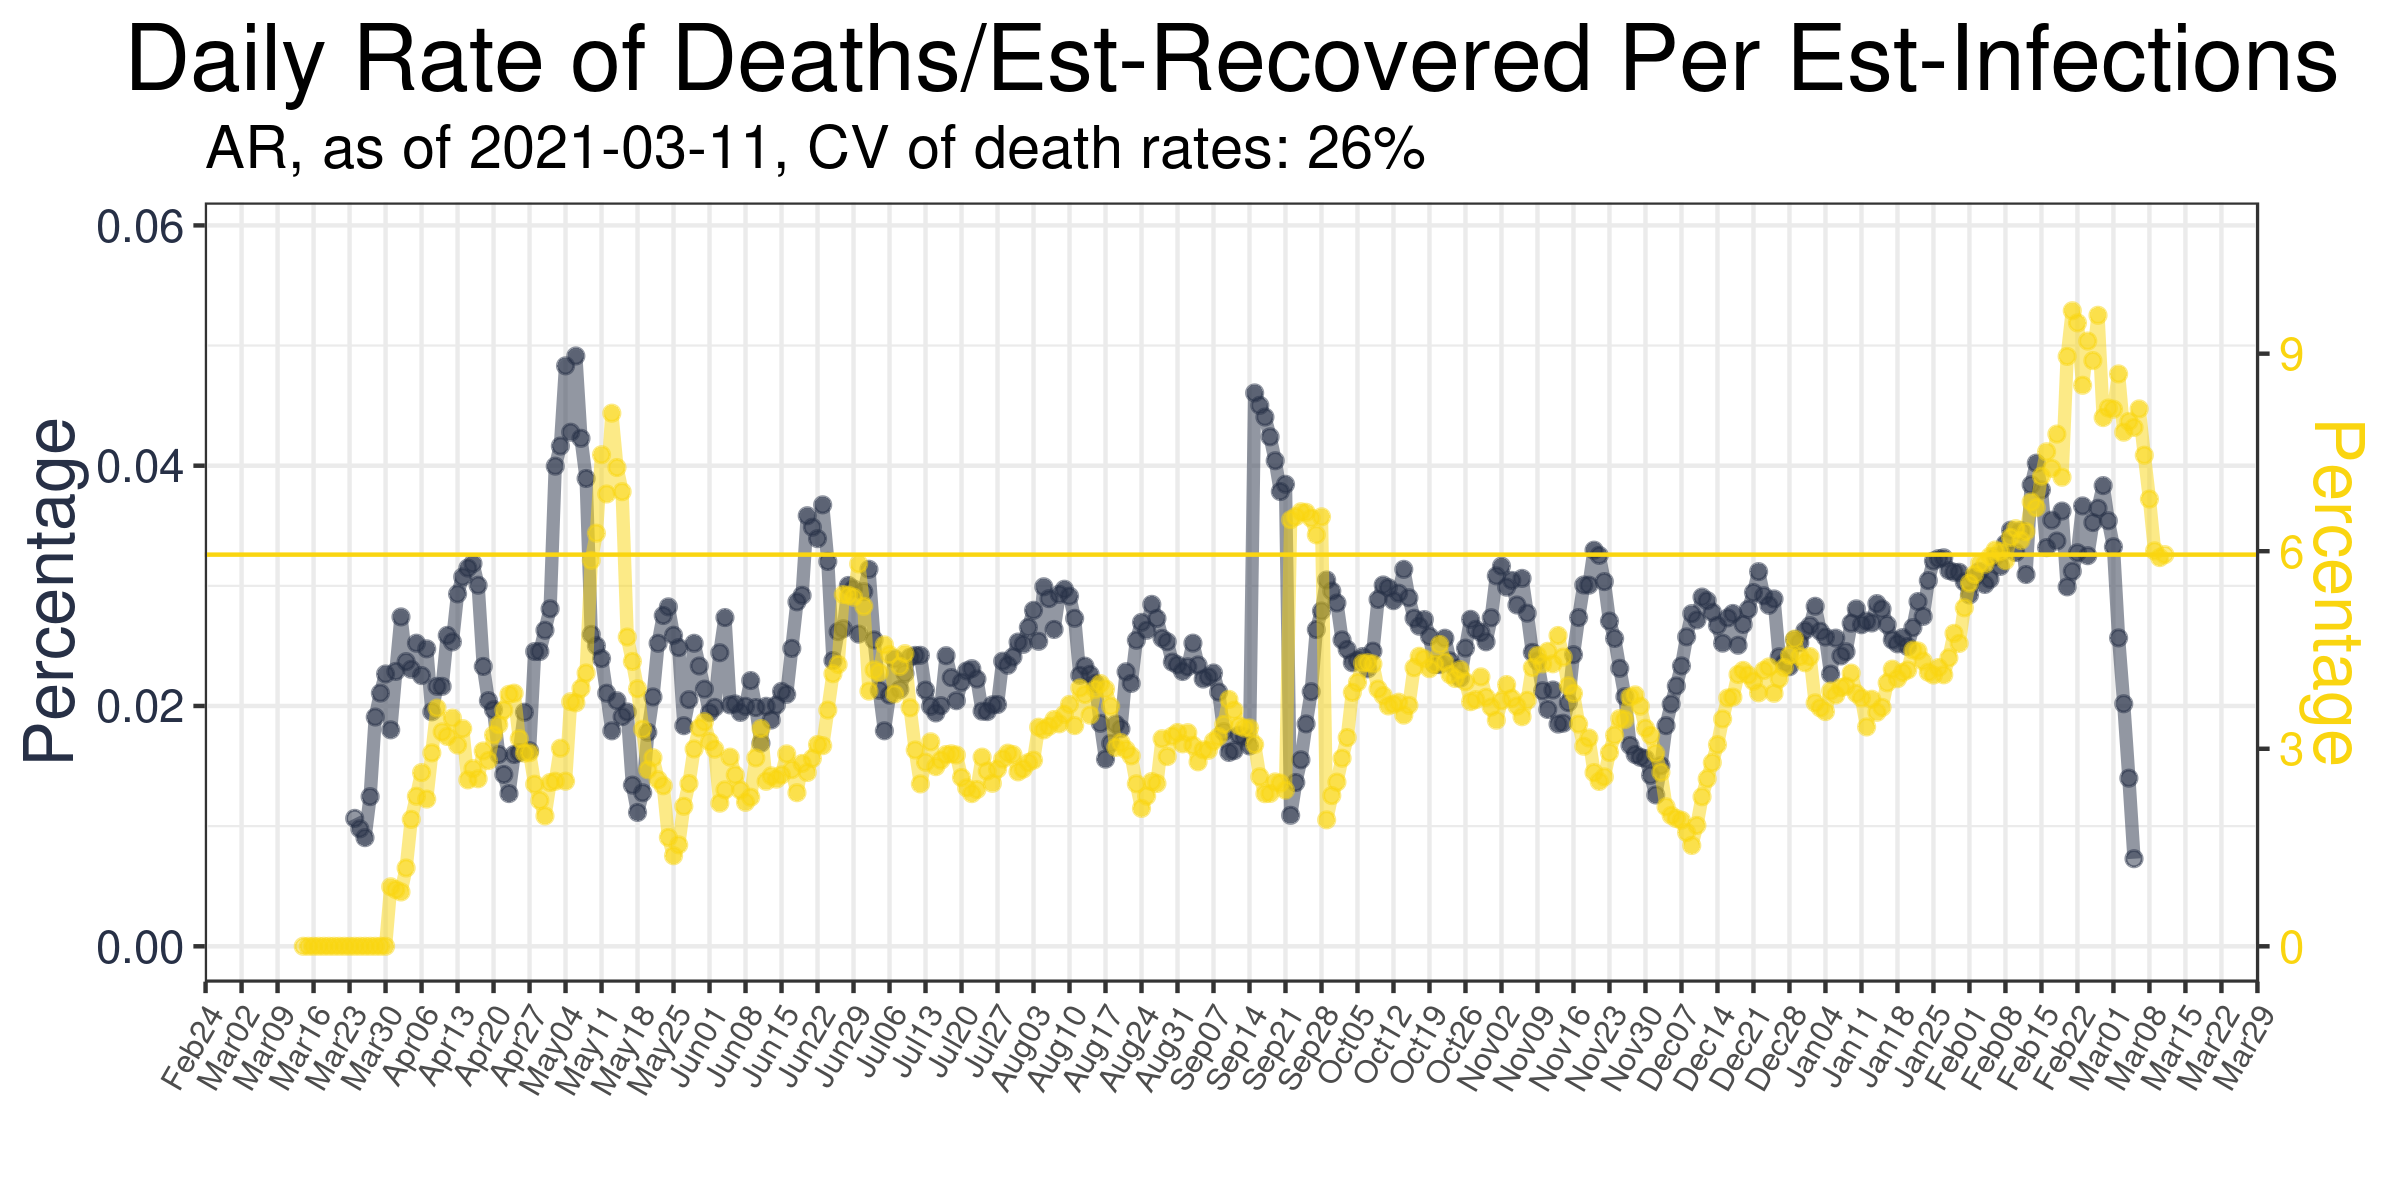 Daily Rate of Deaths/Est-Recovered Per Est-Infections
AR, as of 2021-03-11, CV of death rates: 26%
Percentage
0.06
0.04
0.02
0.00
9
6
3
0
Percentage
Feb24
Mar02
Mar09
Mar16
Mar23
Mar30
Apr06
Apr13
Apr20
Apr27
May04
May11
May18
May25
Jun01
Jun08
Jun15
Jun22
Jun29
Jul06
Jul13
Jul20
Jul27
Aug03
Aug10
Aug17
Aug24
Aug31
Sep07
Sep14
Sep21
Sep28
Oct05
Oct12
Oct19
Oct26
Nov02
Nov09
Nov16
Nov23
Nov30
Dec07
Dec14
Dec21
Dec28
Jan04
Jan11
Jan18
Jan25
Feb01
Feb08
Feb15
Feb22
Mar01
Mar08
Mar15
Mar22
Mar29